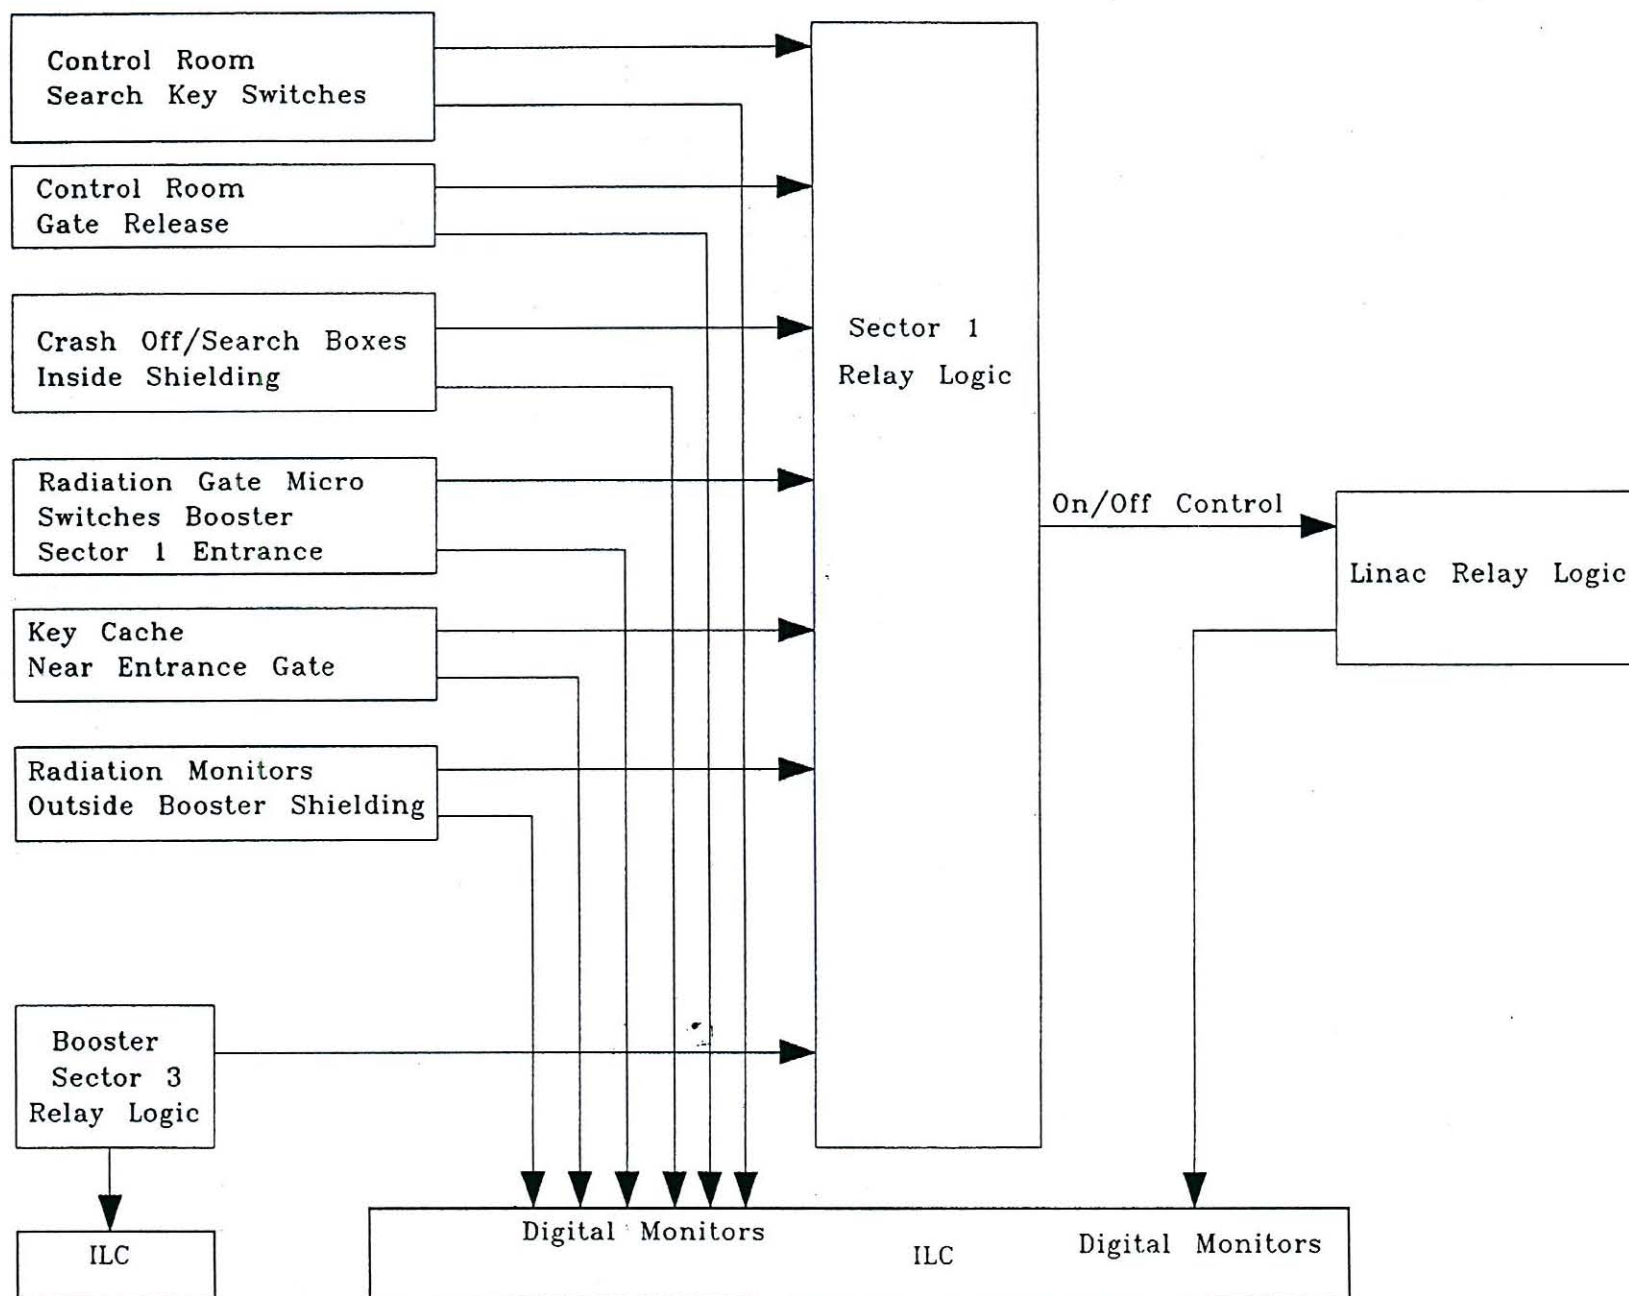 Control Room
Search Key Switches
Control Room
Gate Release
Crash Off/Search Boxes
Inside Shielding
Radiation Gate Micro
Switches Booster
Sector 1 Entrance
Key Cache
Near Entrance Gate
Radiation Monitors
Outside Booster Shielding
Booster
Sector 3
Relay Logic
ILC
Sector 1
Relay Logic
On/Off Control
Linac Relay Logic
Digital Monitors
ILC
Digital Monitors